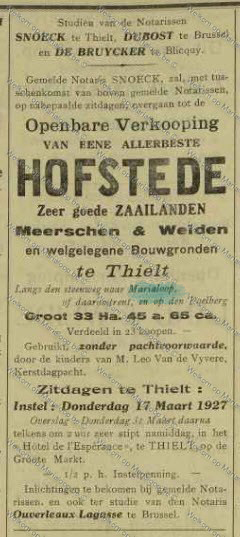 Studiën van de Notarissen
SNOECK te Thielt, DUBOST te Brussel
en DE BRUYCKER te Blicquy.
Gemelde Notaris SNOECK, zal, met tus-
schenkomst van boven gemelde Notarissen,
op onbepaalde zitdagen, overgaan tot de
Openbare Verkooping
VAN EENE ALLERBESTE
HOFSTEDE
Zeer goede ZAAILANDEN
Meerschen & Weiden
en welgelegene Bouwgronden
te Thielt
Langs den steenweg naar Marialoop,
of daaromtrent, en op den Poelberg
Groot 33 Ha. 45 a. 65 ca.
— Verdeeld in 23 koopen. —
Gebruikt zonder pachtvoorwaarde,
door de kinders van M. Leo Van de Vyvere,
Kerstdagpacht.
Zitdagen te Thielt :
Instel : Donderdag 17 Maart 1927
Overslag : Donderdag 31 Maart daarna
telkens om 2 uur zeer stipt namiddag, in het
« Hôtel de l'Espérance », te THIELT, op de
Groote Markt.
— 1/2 p. h. Instelpenning. —
Inlichtingen te bekomen bij gemelde Nota-
rissen, en ook ter studie van den Notaris
Ouverleaux-Lagasse te Brussel.